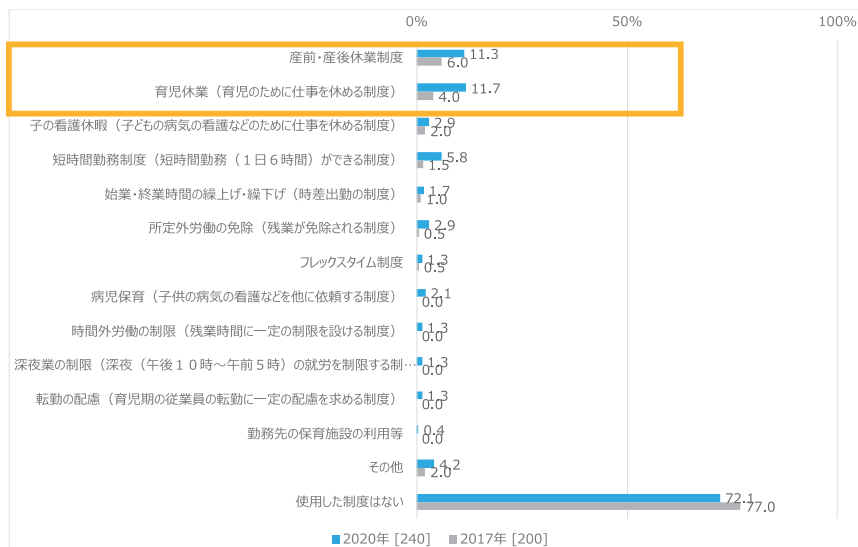 0% 50% 100%
産前・産後休業制度 11.3 6.0
育児休業（育児のために仕事を休める制度） 11.7 4.0
子の看護休暇（子どもの病気の看護などのために仕事を休める制度） 2.9 2.0
短時間勤務制度（短時間勤務（１日６時間）ができる制度） 5.8 1.5
始業・終業時間の繰上げ・繰下げ（時差出勤の制度） 1.7 1.0
所定外労働の免除（残業が免除される制度） 2.9 0.5
フレックスタイム制度 1.3 0.5
病児保育（子供の病気の看護などを他に依頼する制度） 2.1 0.0
時間外労働の制限（残業時間に一定の制限を設ける制度） 1.3 0.0
深夜業の制限（深夜（午後１０時～午前５時）の就労を制限する制… 1.3 0.0
転勤の配慮（育児期の従業員の転勤に一定の配慮を求める制度） 1.3 0.0
勤務先の保育施設の利用等 0.4 0.0
その他 4.2 2.0
使用した制度はない 72.1 77.0
2020年 [240] 2017年 [200]